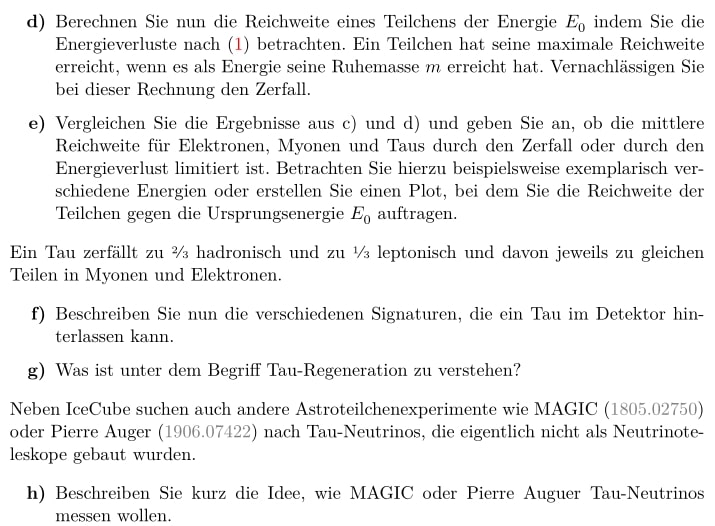 d) Berechnen Sie nun die Reichweite eines Teilchens der Energie E₀ indem Sie die
Energieverluste nach (1) betrachten. Ein Teilchen hat seine maximale Reichweite
erreicht, wenn es als Energie seine Ruhemasse m erreicht hat. Vernachlässigen Sie
bei dieser Rechnung den Zerfall.
e) Vergleichen Sie die Ergebnisse aus c) und d) und geben Sie an, ob die mittlere
Reichweite für Elektronen, Myonen und Taus durch den Zerfall oder durch den
Energieverlust limitiert ist. Betrachten Sie hierzu beispielsweise exemplarisch ver-
schiedene Energien oder erstellen Sie einen Plot, bei dem Sie die Reichweite der
Teilchen gegen die Ursprungsenergie E₀ auftragen.
Ein Tau zerfällt zu ⅔ hadronisch und zu ⅓ leptonisch und davon jeweils zu gleichen
Teilen in Myonen und Elektronen.
f) Beschreiben Sie nun die verschiedenen Signaturen, die ein Tau im Detektor hin-
terlassen kann.
g) Was ist unter dem Begriff Tau-Regeneration zu verstehen?
Neben IceCube suchen auch andere Astroteilchenexperimente wie MAGIC (1805.02750)
oder Pierre Auger (1906.07422) nach Tau-Neutrinos, die eigentlich nicht als Neutrinote-
leskope gebaut wurden.
h) Beschreiben Sie kurz die Idee, wie MAGIC oder Pierre Auguer Tau-Neutrinos
messen wollen.